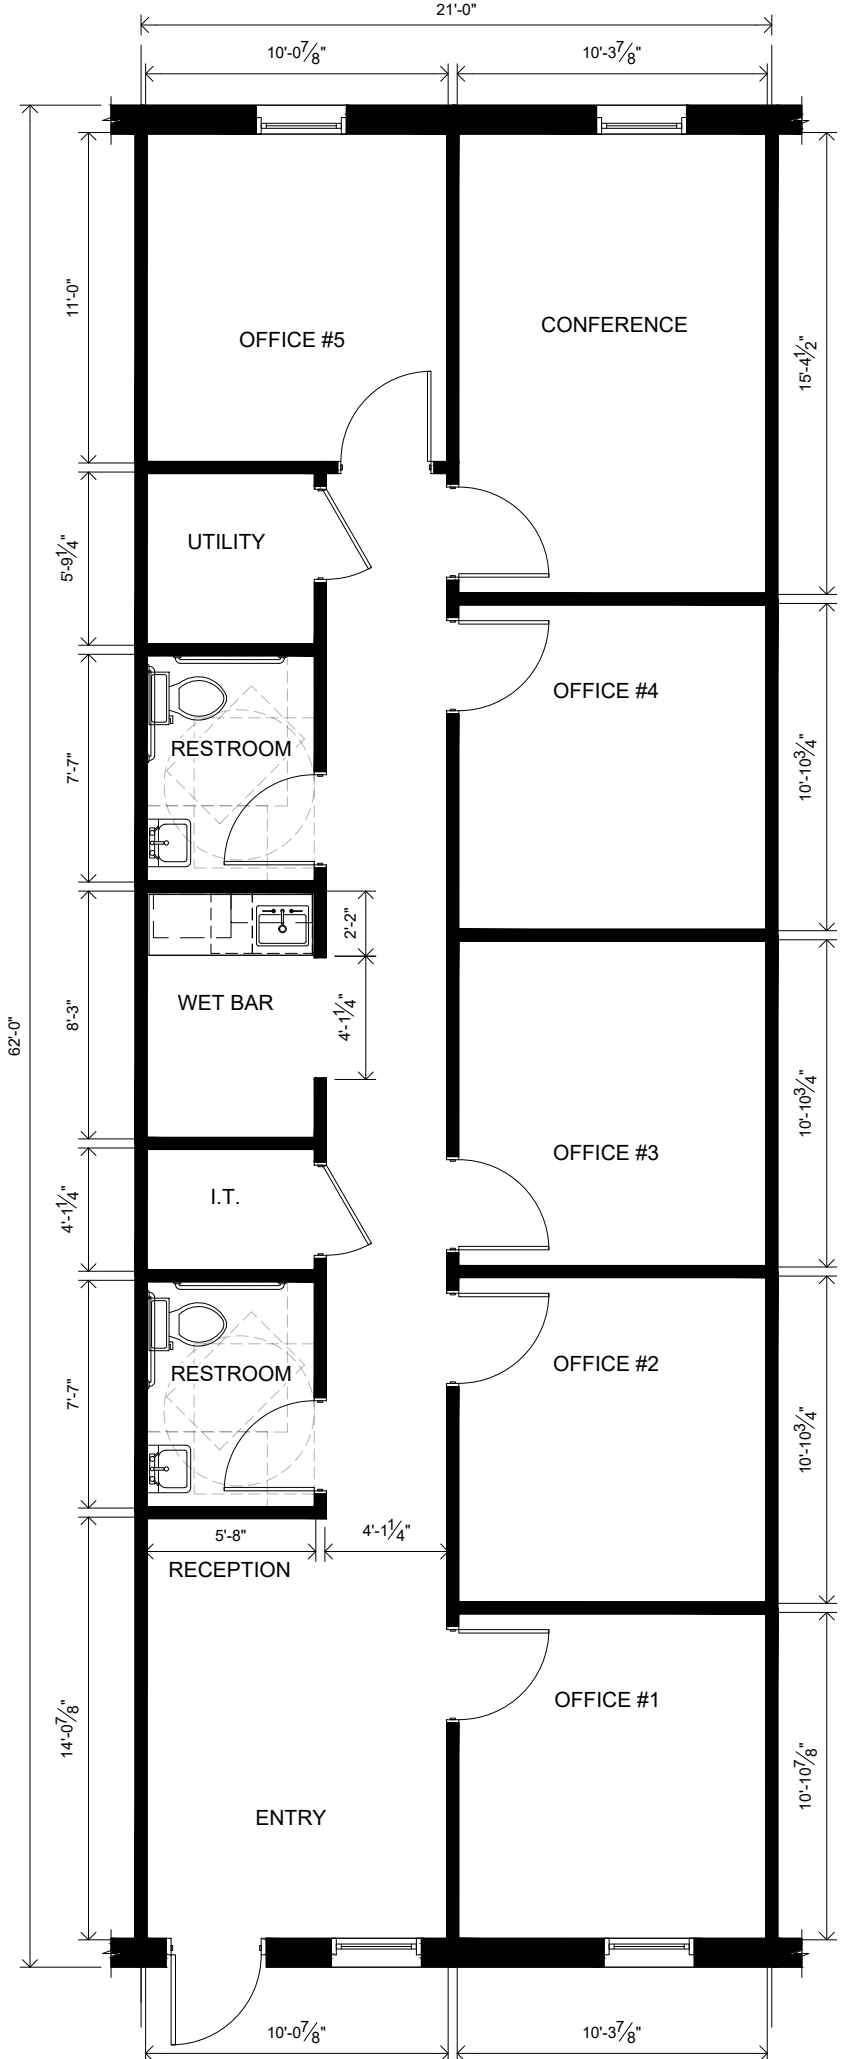 21'-0"
10'-0⅞"
10'-3⅞"
11'-0"
OFFICE #5
CONFERENCE
15'-4½"
5'-9¼"
UTILITY
OFFICE #4
7'-7"
RESTROOM
10'-10¾"
2'-2"
62'-0"
8'-3"
WET BAR
4'-1¼"
10'-10¾"
OFFICE #3
4'-1¼"
I.T.
7'-7"
RESTROOM
OFFICE #2
10'-10¾"
5'-8"
4'-1¼"
RECEPTION
14'-0⅞"
OFFICE #1
10'-10⅞"
ENTRY
10'-0⅞"
10'-3⅞"